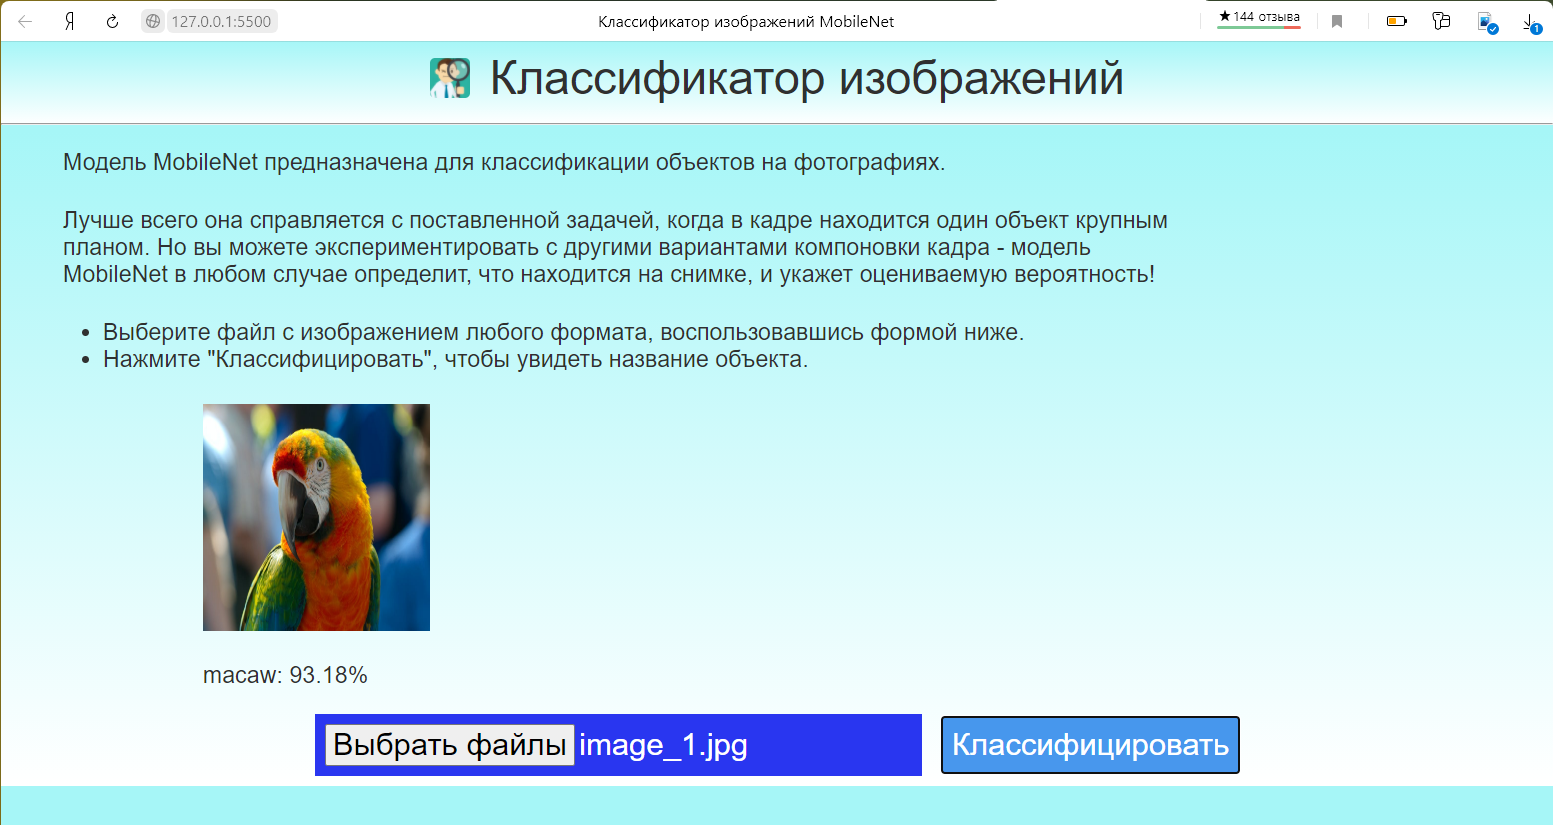 127.0.0.1:5500
Классификатор изображений MobileNet
★ 144 отзыва
1
Классификатор изображений
Модель MobileNet предназначена для классификации объектов на фотографиях.
Лучше всего она справляется с поставленной задачей, когда в кадре находится один объект крупным
планом. Но вы можете экспериментировать с другими вариантами компоновки кадра - модель
MobileNet в любом случае определит, что находится на снимке, и укажет оцениваемую вероятность!
• Выберите файл с изображением любого формата, воспользовавшись формой ниже.
• Нажмите "Классифицировать", чтобы увидеть название объекта.
macaw: 93.18%
Выбрать файлы image_1.jpg
Классифицировать